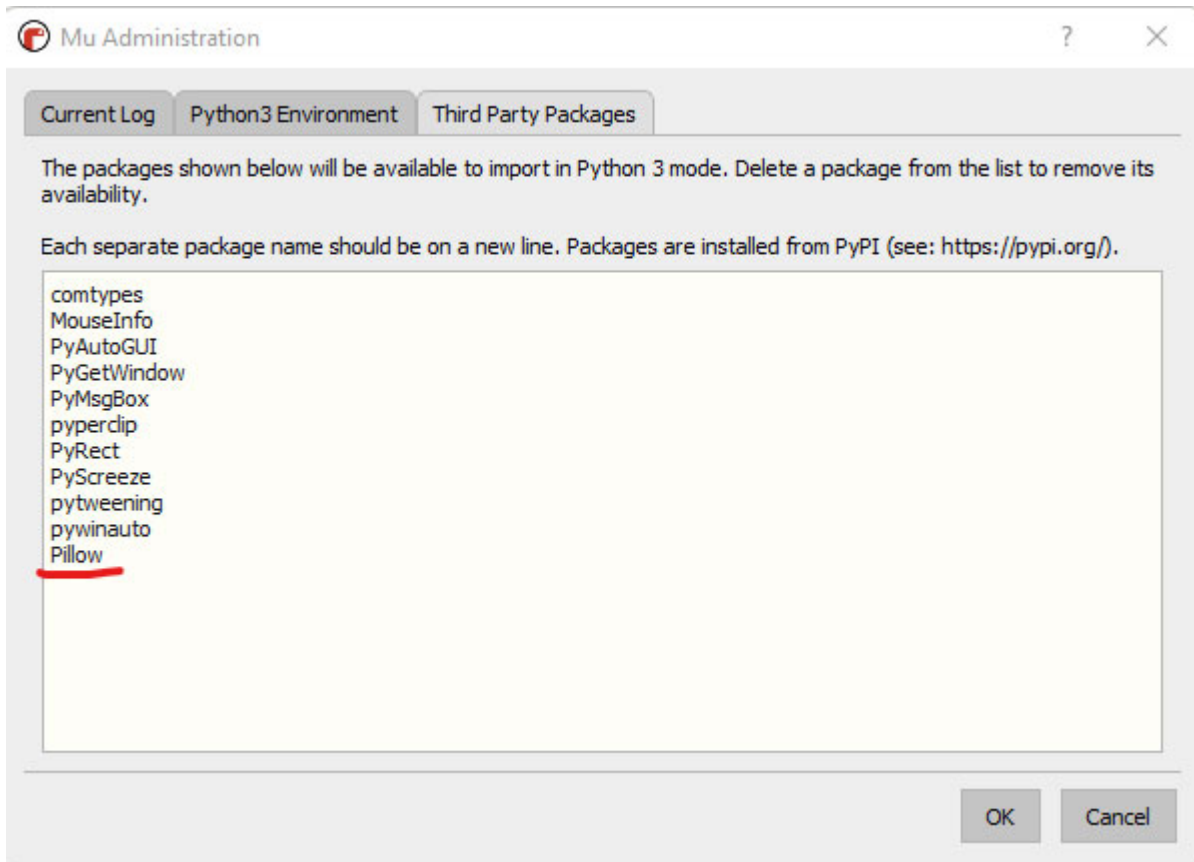 Mu Administration
Current Log Python3 Environment Third Party Packages
The packages shown below will be available to import in Python 3 mode. Delete a package from the list to remove its
availability.
Each separate package name should be on a new line. Packages are installed from PyPI (see: https://pypi.org/).
comtypes
MouseInfo
PyAutoGUI
PyGetWindow
PyMsgBox
pyperclip
PyRect
PyScreeze
pytweening
pywinauto
Pillow
OK Cancel